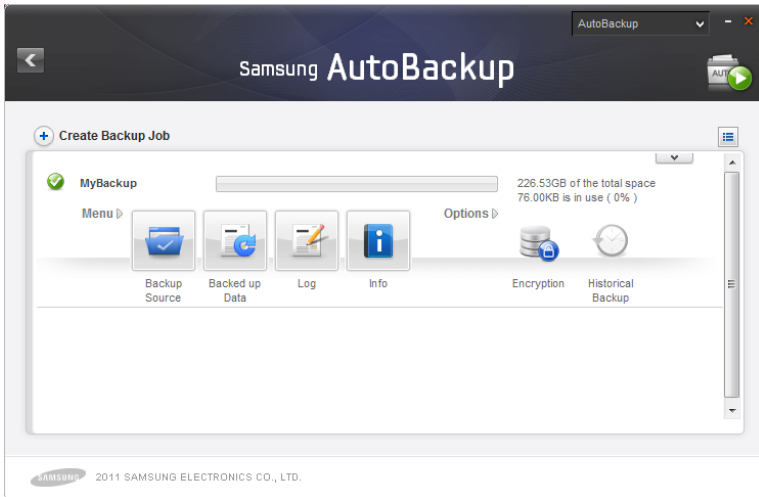 AutoBackup
samsung AutoBackup
AUT
Create Backup Job
MyBackup
226.53GB of the total space
76.00KB is in use ( 0% )
Menu
Options
Backup
Source
Backed up
Data
Log
Info
Encryption
Historical
Backup
SAMSUNG
2011 SAMSUNG ELECTRONICS CO., LTD.